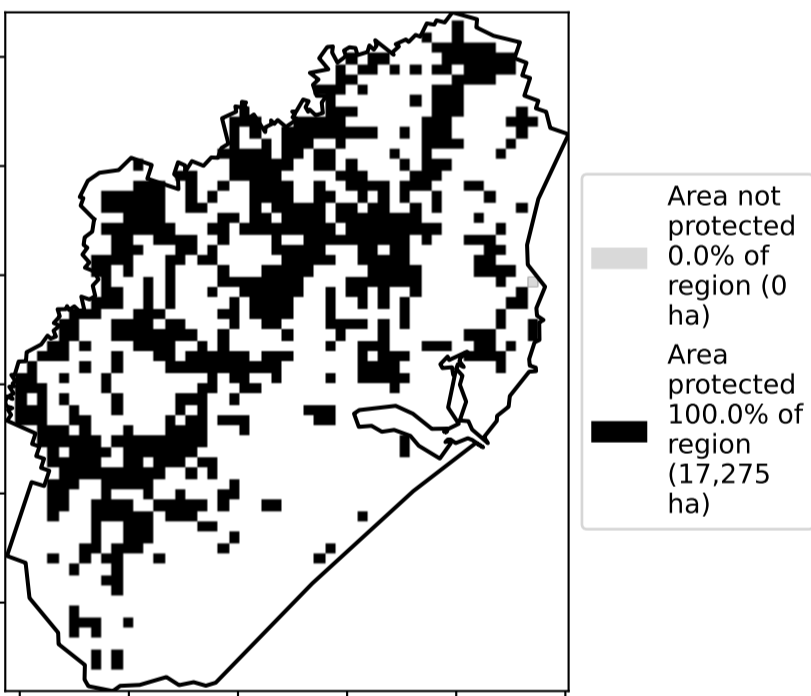 Area not
protected
0.0% of
region (0
ha)
Area
protected
100.0% of
region
(17,275
ha)